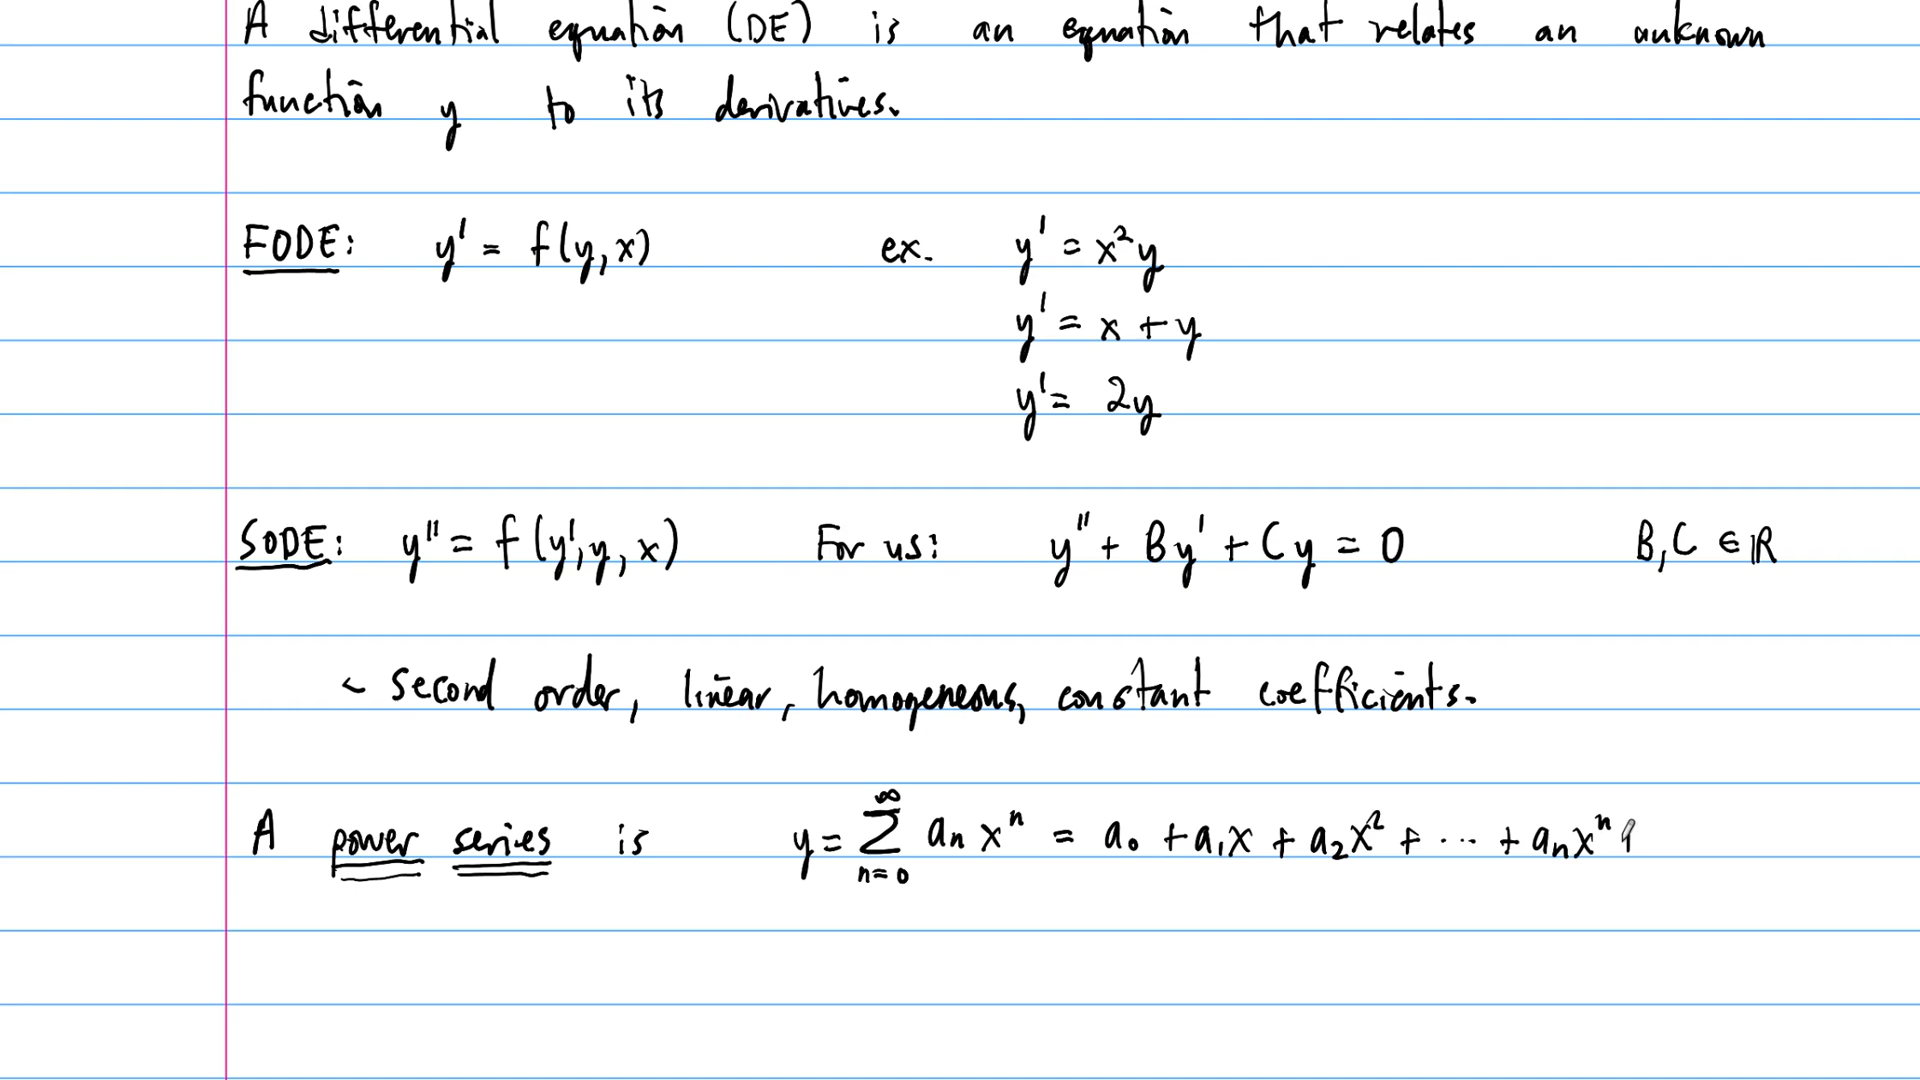 A differential equation (DE) is an equation that relates an unknown
function y to its derivatives.
FODE: y' = f(y,x) ex. y' = x²y
y' = x + y
y' = 2y
SODE: y'' = f(y',y,x) For us: y'' + By' + Cy = 0 B,C ∈ ℝ
- second order, linear, homogeneous, constant coefficients.
A power series is y = ∑_{n=0}^{∞} aₙxⁿ = a₀ + a₁x + a₂x² + ... + aₙxⁿ